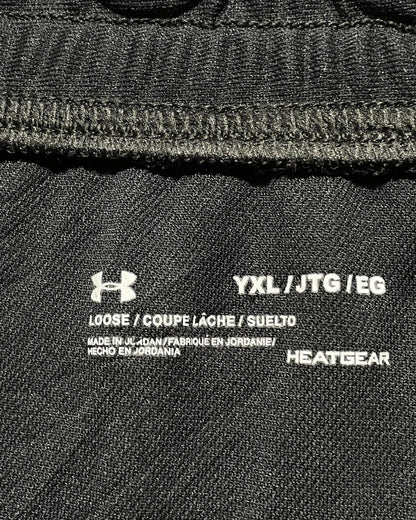 YXL / JTG / EG
LOOSE / COUPE LÂCHE / SUELTO
MADE IN JORDAN/FABRIQUÉ EN JORDANIE/
HECHO EN JORDANIA
HEATGEAR